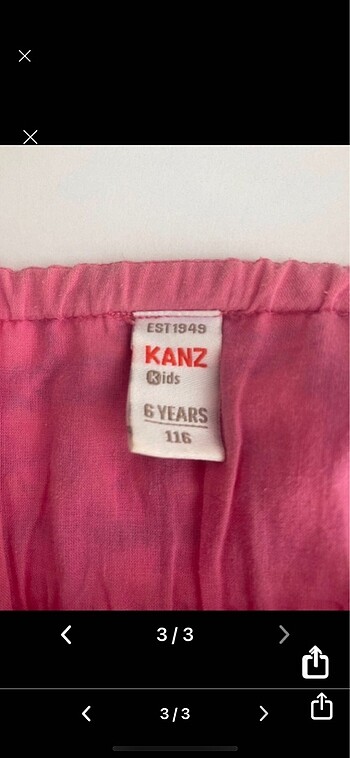 EST1949
KANZ
Kids
6 YEARS
116
3/3
3/3